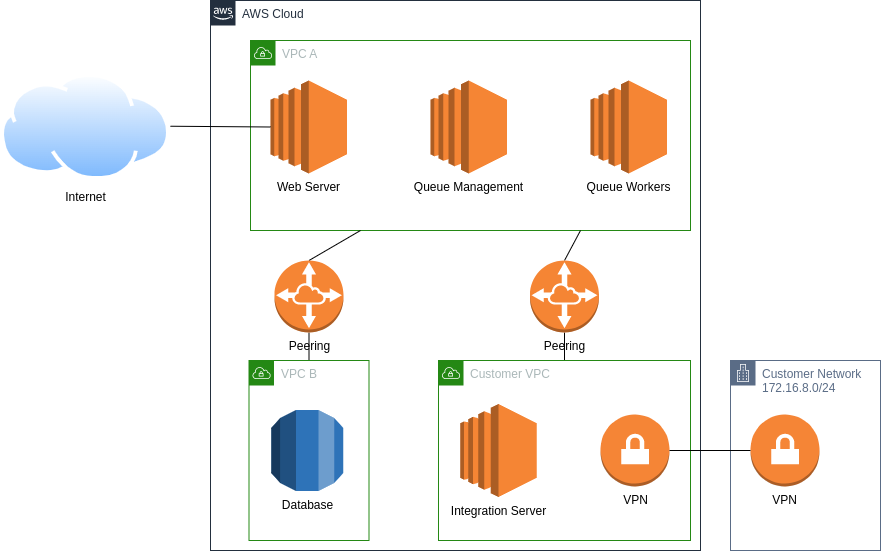 aws
AWS Cloud
VPC A
Web Server
Queue Management
Queue Workers
Internet
Peering
Peering
VPC B
Database
Customer VPC
Integration Server
VPN
Customer Network
172.16.8.0/24
VPN